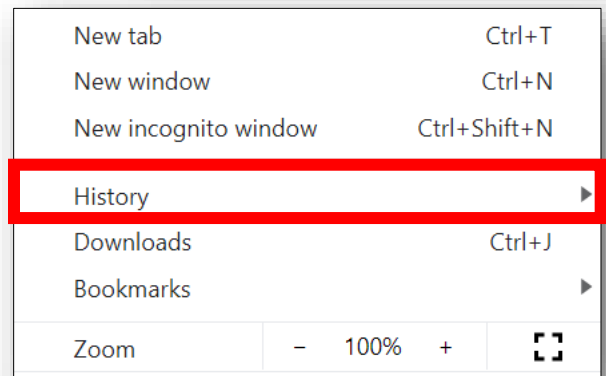 New tab Ctrl+T
New window Ctrl+N
New incognito window Ctrl+Shift+N
History
Downloads Ctrl+J
Bookmarks
Zoom - 100% +